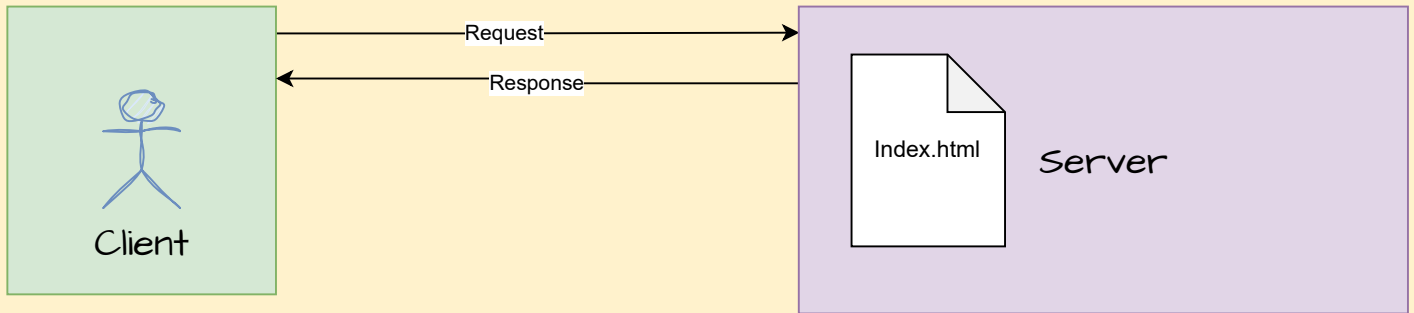 Request
Response
Index.html
Server
Client